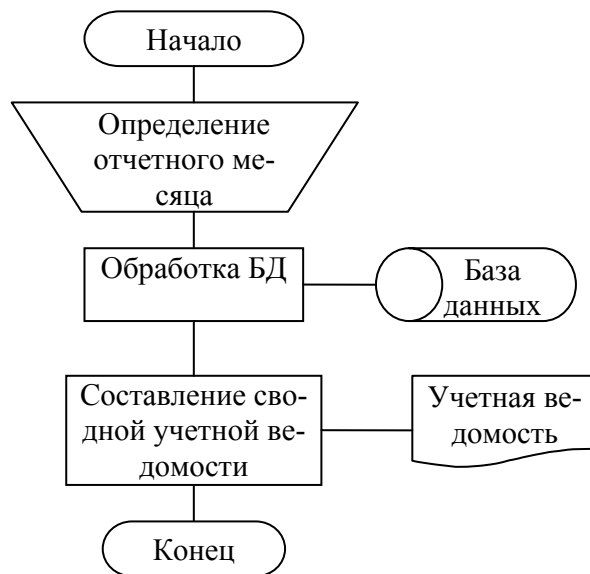 Начало
Определение
отчетного ме-
сяца
Обработка БД
База
данных
Составление сво-
дной учетной ве-
домости
Учетная ве-
домость
Конец